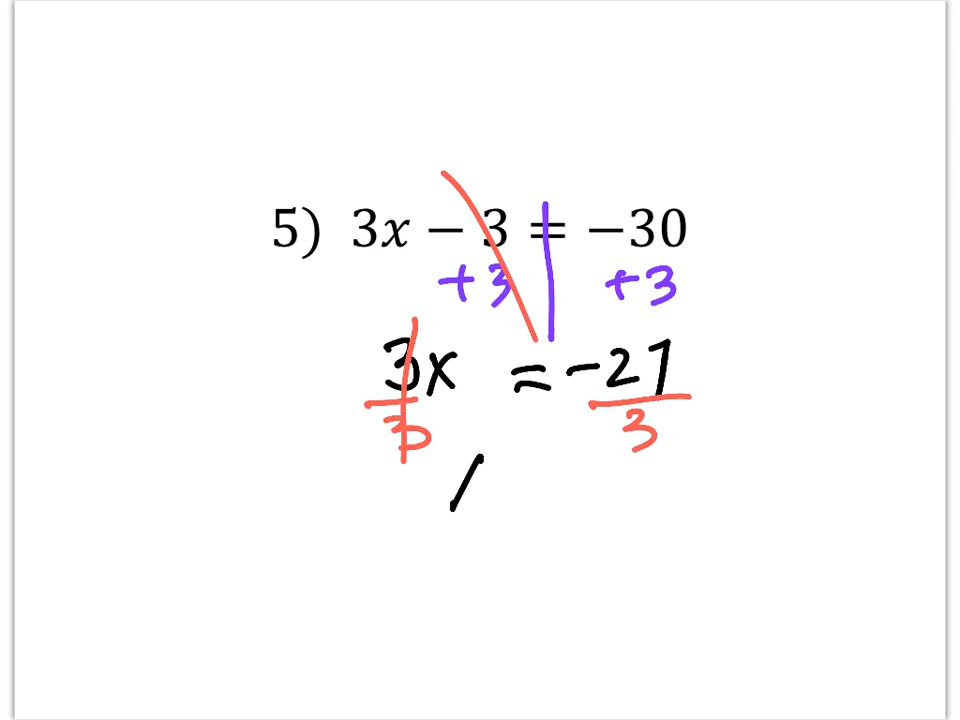 5) 3x − 3 = −30
+3 +3
3x = -27
3 3
/